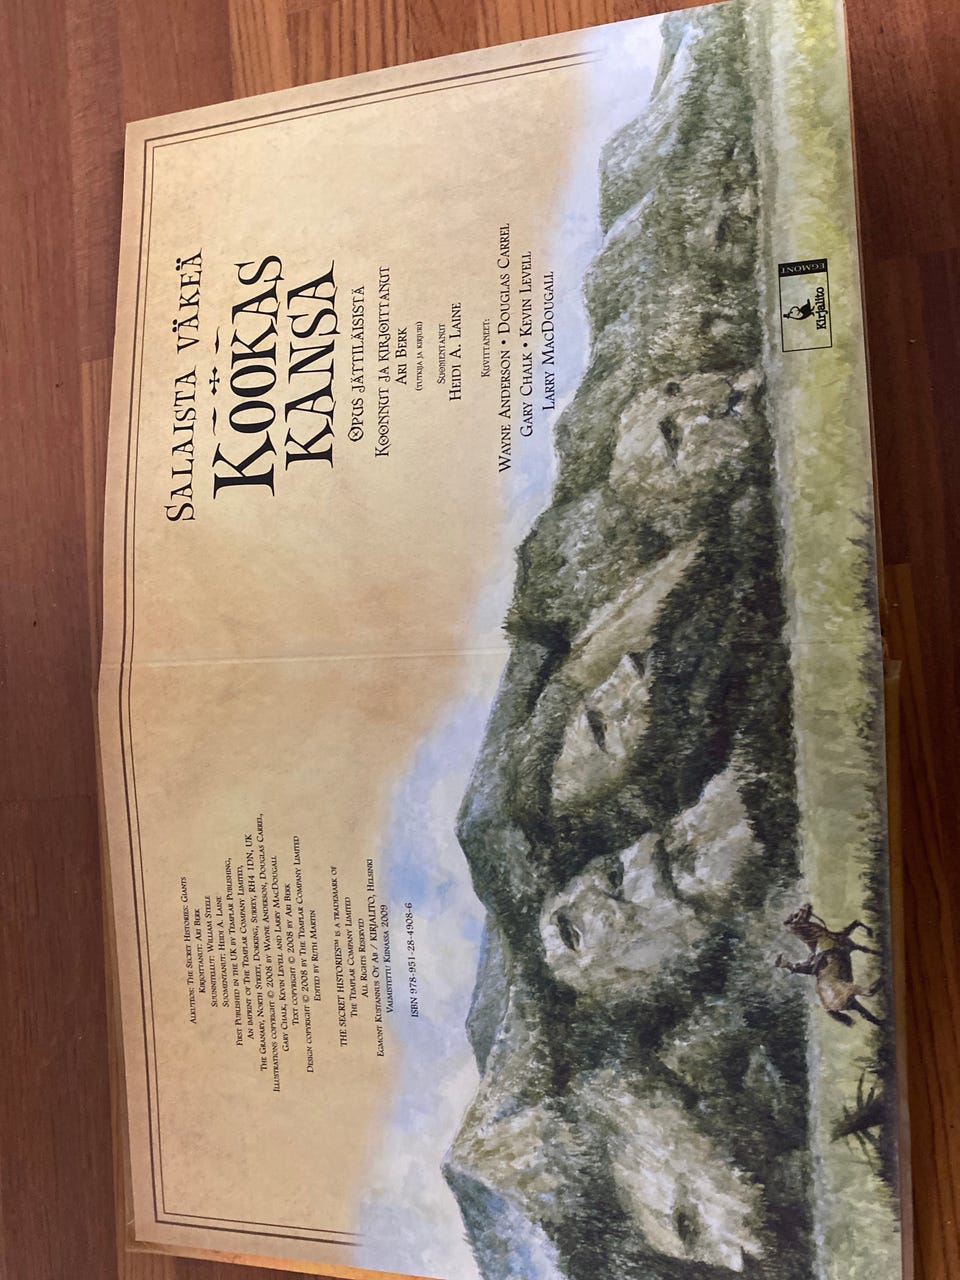 Alkuteos: The Secret Histories: Giants
Kirjoittanut: Ari Berk
Suunnitellut: William Steele
Suomentanut: Heidi A. Laine
First Published in the UK by Templar Publishing,
An imprint of The Templar Company Limited,
The Granary, North Street, Dorking, Surrey, RH4 1DN, UK
Illustrations copyright © 2008 by Wayne Anderson, Douglas Carrel,
Gary Chalk, Kevin Levell and Larry MacDougall
Text copyright © 2008 by Ari Berk
Design copyright © 2008 by The Templar Company Limited
Edited by Ruth Martin
THE SECRET HISTORIES™ is a trademark of
The Templar Company Limited
All Rights Reserved
Egmont Kustannus Oy Ab / Kirjalito, Helsinki
Valmistettu Kiinassa 2009
ISBN 978-951-28-4908-6
Salaista väkeä
Kookas
Kansa
Opus jättiläisistä
Koonnut ja kirjoittanut
Ari Berk
(tutkija ja kirjuri)
Suomentanut
Heidi A. Laine
Kuvittaneet:
Wayne Anderson • Douglas Carrel
Gary Chalk • Kevin Levell
Larry MacDougall
Kirjalito
EGMONT